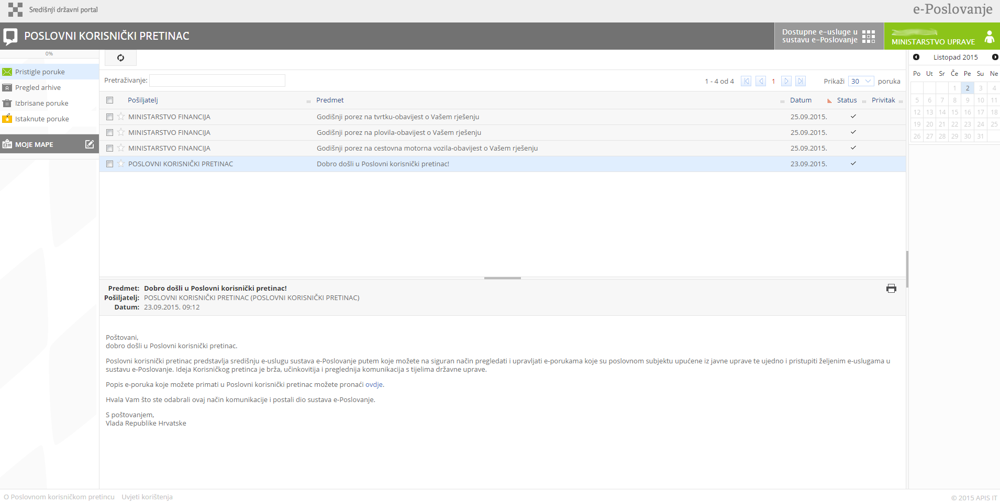 Središnji državni portal
e-Poslovanje
POSLOVNI KORISNIČKI PRETINAC
Dostupne e-usluge u
sustavu e-Poslovanje
MINISTARSTVO UPRAVE
0%
Pristigle poruke
Pregled arhive
Izbrisane poruke
Istaknute poruke
MOJE MAPE
Pretraživanje:
1 - 4 od 4 1 Prikaži 30 poruka
Pošiljatelj Predmet Datum Status Privitak
MINISTARSTVO FINANCIJA Godišnji porez na tvrtku-obavijest o Vašem rješenju 25.09.2015.
MINISTARSTVO FINANCIJA Godišnji porez na plovila-obavijest o Vašem rješenju 25.09.2015.
MINISTARSTVO FINANCIJA Godišnji porez na cestovna motorna vozila-obavijest o Vašem rješenju 25.09.2015.
POSLOVNI KORISNIČKI PRETINAC Dobro došli u Poslovni korisnički pretinac! 23.09.2015.
Predmet: Dobro došli u Poslovni korisnički pretinac!
Pošiljatelj: POSLOVNI KORISNIČKI PRETINAC (POSLOVNI KORISNIČKI PRETINAC)
Datum: 23.09.2015. 09:12
Poštovani,
dobro došli u Poslovni korisnički pretinac.
Poslovni korisnički pretinac predstavlja središnju e-uslugu sustava e-Poslovanje putem koje možete na siguran način pregledati i upravljati e-porukama koje su poslovnom subjektu upućene iz javne uprave te ujedno i pristupiti željenim e-uslugama u
sustavu e-Poslovanje. Ideja Korisničkog pretinca je brža, učinkovitija i preglednija komunikacija s tijelima državne uprave.
Popis e-poruka koje možete primati u Poslovni korisnički pretinac možete pronaći ovdje.
Hvala Vam što ste odabrali ovaj način komunikacije i postali dio sustava e-Poslovanje.
S poštovanjem,
Vlada Republike Hrvatske
Listopad 2015
Po Ut Sr Če Pe Su Ne
1 2 3 4
5 6 7 8 9 10 11
12 13 14 15 16 17 18
19 20 21 22 23 24 25
26 27 28 29 30 31
O Poslovnom korisničkom pretincu Uvjeti korištenja
© 2015 APIS IT